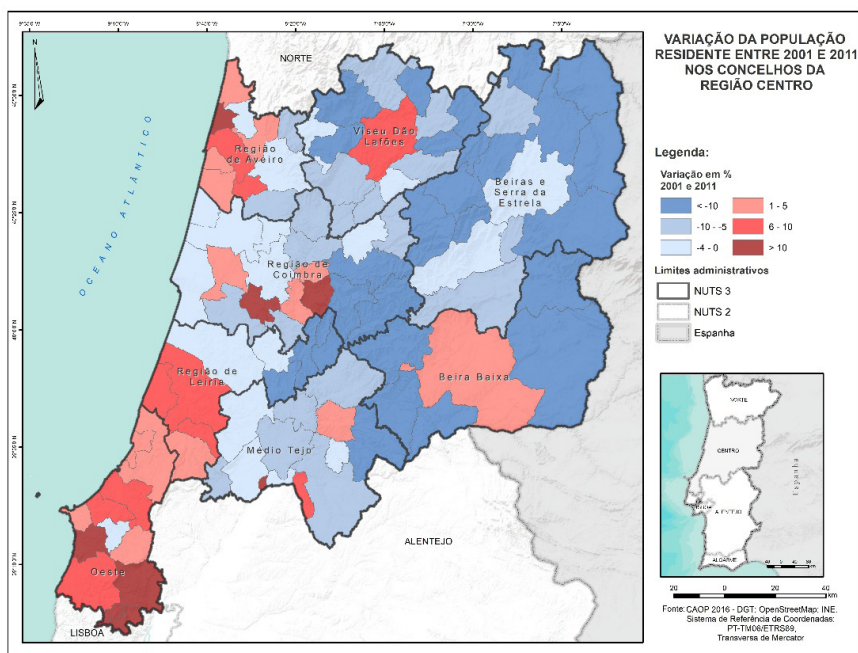 VARIAÇÃO DA POPULAÇÃO
RESIDENTE ENTRE 2001 E 2011
NOS CONCELHOS DA
REGIÃO CENTRO
N
NORTE
OCEANO ATLÂNTICO
Região
de Aveiro
Viseu Dão
Lafões
Beiras e
Serra da
Estrela
Região de
Coimbra
Região de
Leiria
Beira Baixa
Médio Tejo
Oeste
LISBOA
ALENTEJO
Legenda:
Variação em %
2001 e 2011
< -10
-10 - -5
-4 - 0
1 - 5
6 - 10
> 10
Limites administrativos
NUTS 3
NUTS 2
Espanha
NORTE
CENTRO
ALENTEJO
ALGARVE
Espanha
20 0 20 40
km
Fonte: CAOP 2016 - DGT; OpenStreetMap; INE.
Sistema de Referência de Coordenadas:
PT-TM06/ETRS89,
Transversa de Mercator